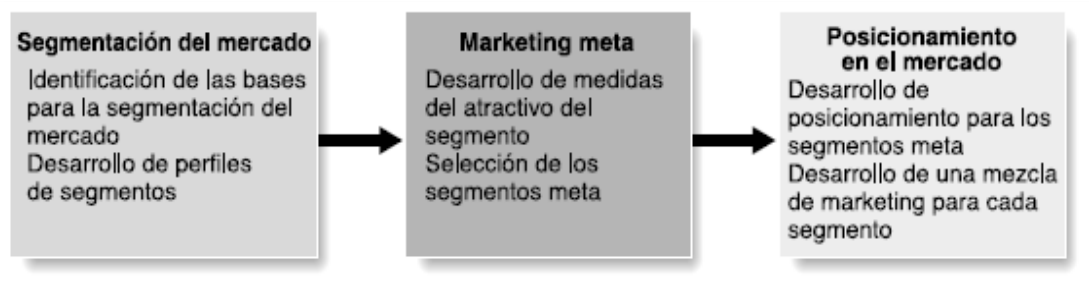 Segmentación del mercado
Identificación de las bases
para la segmentación del
mercado
Desarrollo de perfiles
de segmentos
Marketing meta
Desarrollo de medidas
del atractivo del
segmento
Selección de los
segmentos meta
Posicionamiento
en el mercado
Desarrollo de
posicionamiento para los
segmentos meta
Desarrollo de una mezcla
de marketing para cada
segmento